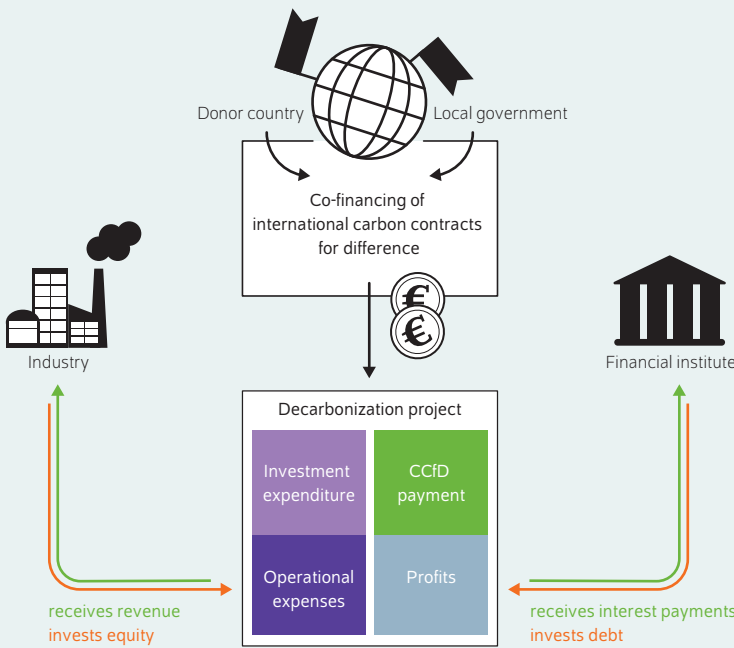 Donor country
Local government
Co-financing of
international carbon contracts
for difference
€
€
Industry
Financial institute
Decarbonization project
Investment
expenditure
CCfD
payment
Operational
expenses
Profits
receives revenue
invests equity
receives interest payments
invests debt